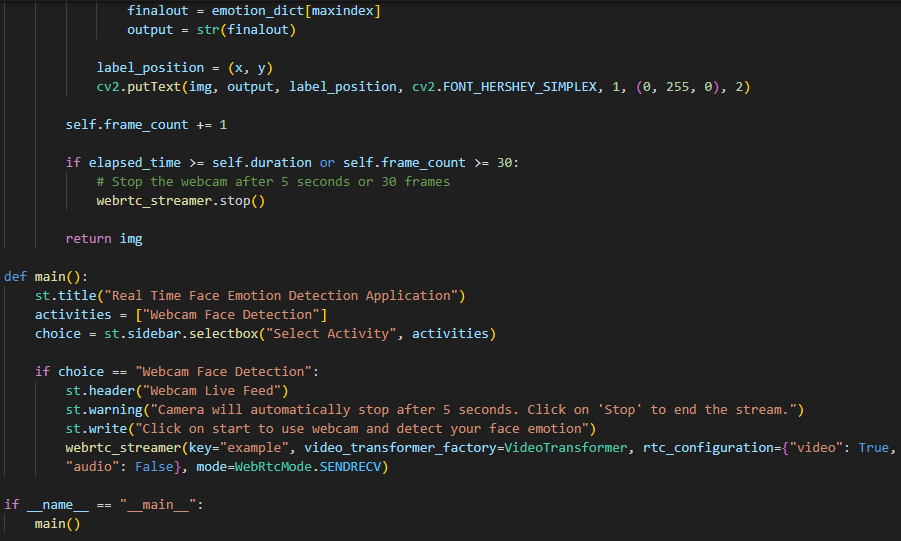 finalout = emotion_dict[maxindex]
output = str(finalout)
label_position = (x, y)
cv2.putText(img, output, label_position, cv2.FONT_HERSHEY_SIMPLEX, 1, (0, 255, 0), 2)
self.frame_count += 1
if elapsed_time >= self.duration or self.frame_count >= 30:
# Stop the webcam after 5 seconds or 30 frames
webrtc_streamer.stop()
return img
def main():
st.title("Real Time Face Emotion Detection Application")
activities = ["Webcam Face Detection"]
choice = st.sidebar.selectbox("Select Activity", activities)
if choice == "Webcam Face Detection":
st.header("Webcam Live Feed")
st.warning("Camera will automatically stop after 5 seconds. Click on 'Stop' to end the stream.")
st.write("Click on start to use webcam and detect your face emotion")
webrtc_streamer(key="example", video_transformer_factory=VideoTransformer, rtc_configuration={"video": True,
"audio": False}, mode=WebRtcMode.SENDRECV)
if __name__ == "__main__":
main()